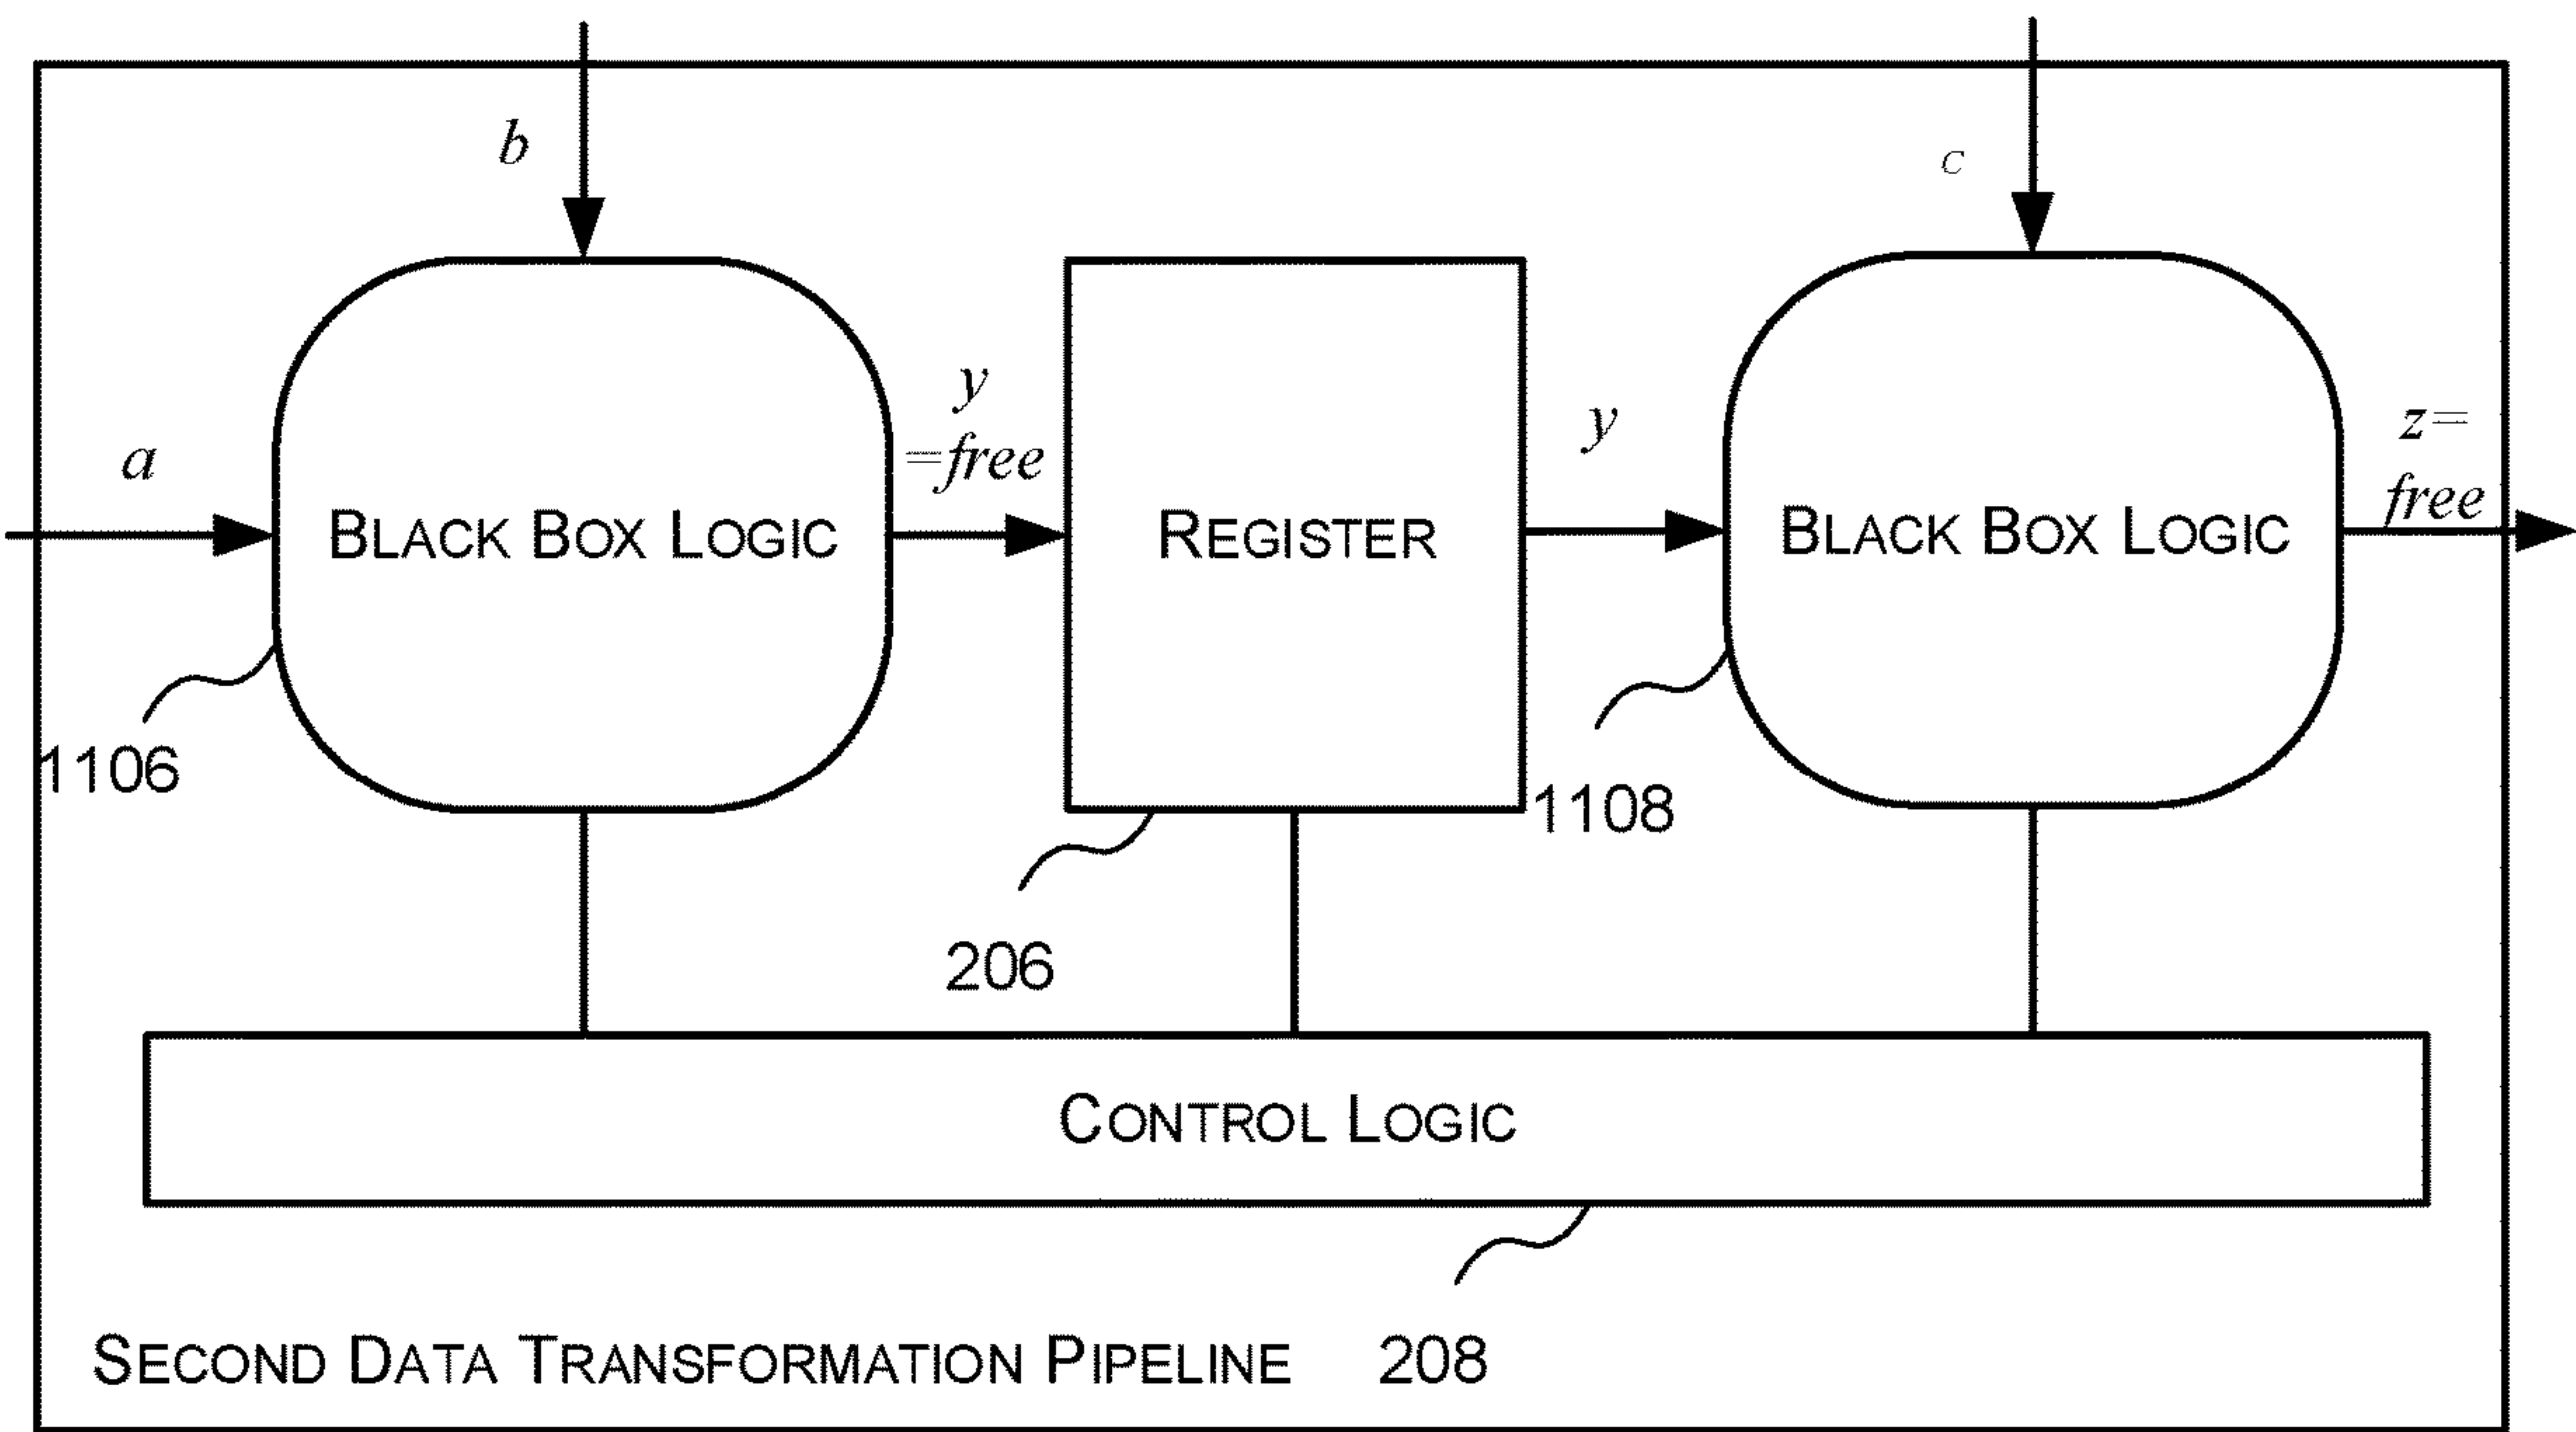 b
c
a
BLACK BOX LOGIC
y
=free
REGISTER
y
BLACK BOX LOGIC
z=
free
1106
206
1108
CONTROL LOGIC
SECOND DATA TRANSFORMATION PIPELINE
208